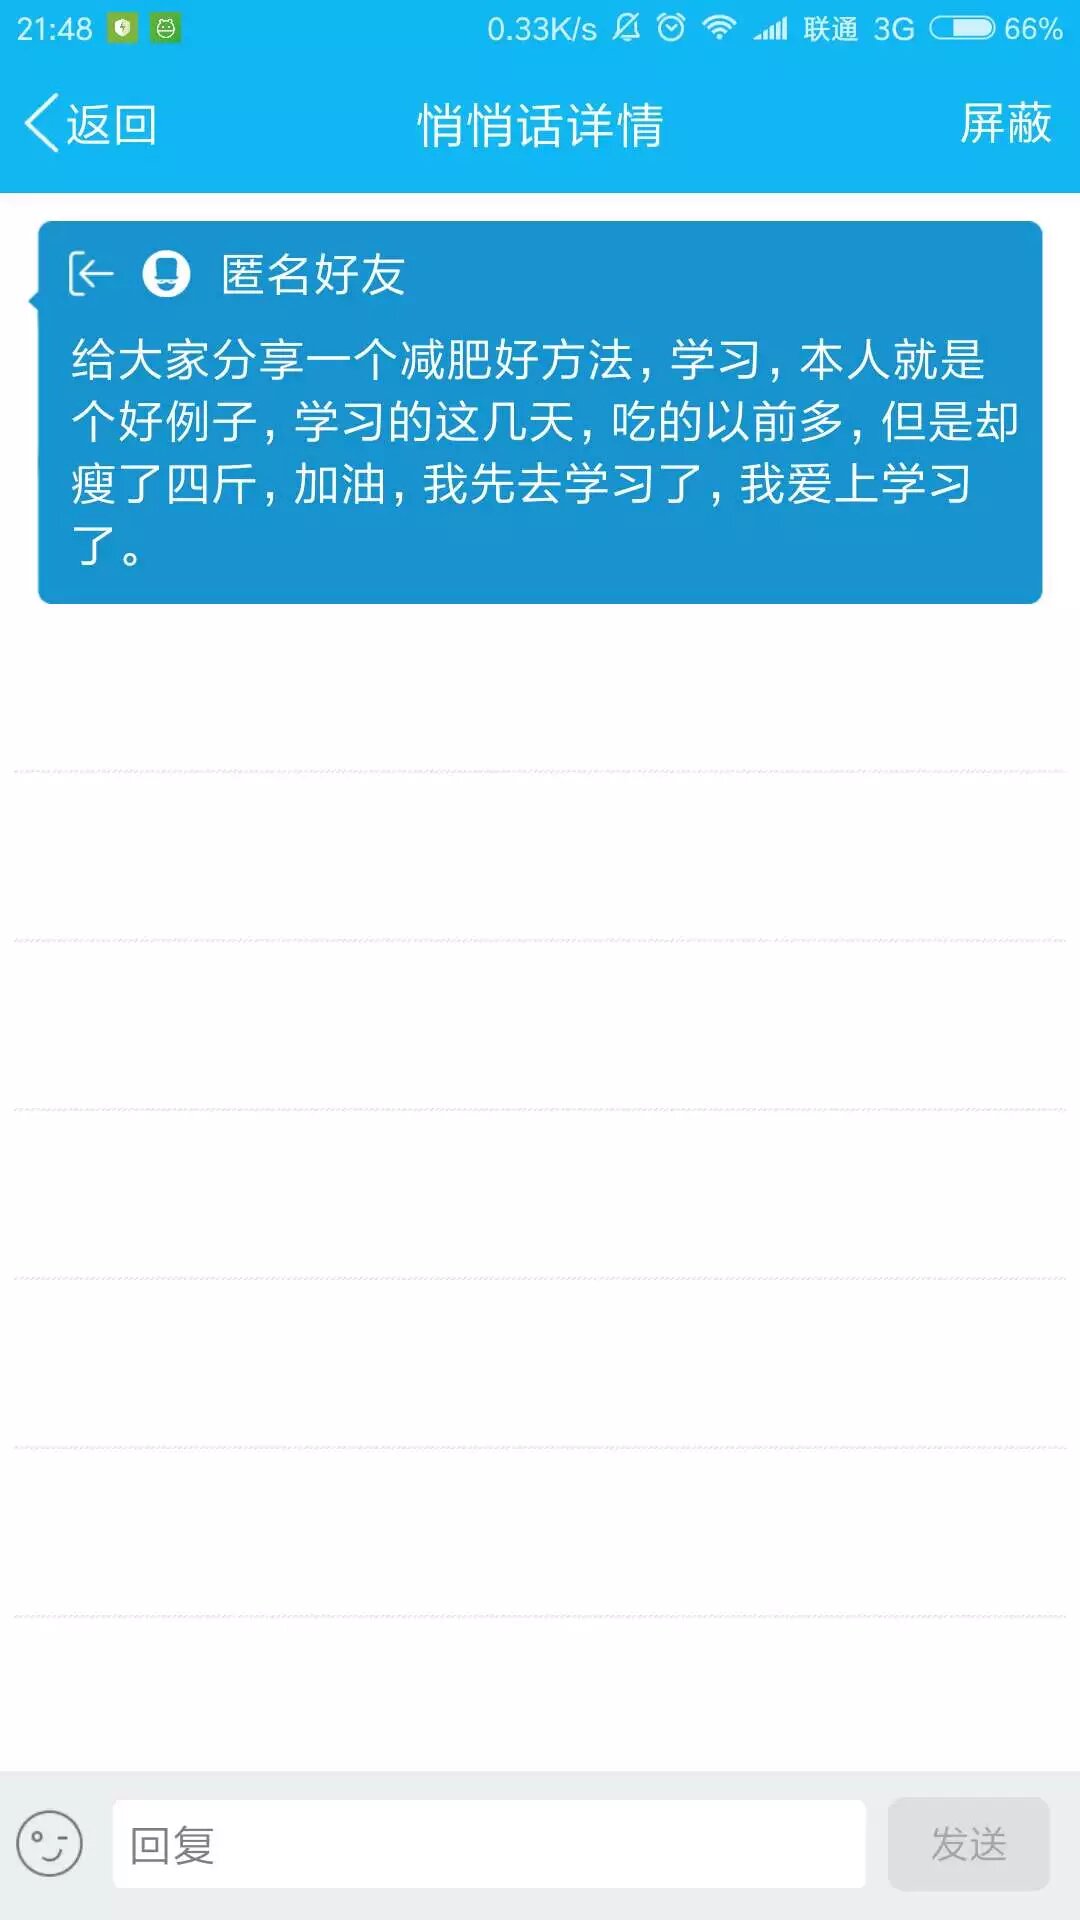 21:48 0.33K/s 联通 3G 66%
返回 悄悄话详情 屏蔽
匿名好友
给大家分享一个减肥好方法,学习,本人就是
个好例子,学习的这几天,吃的以前多,但是却
瘦了四斤,加油,我先去学习了,我爱上学习
了。
回复 发送